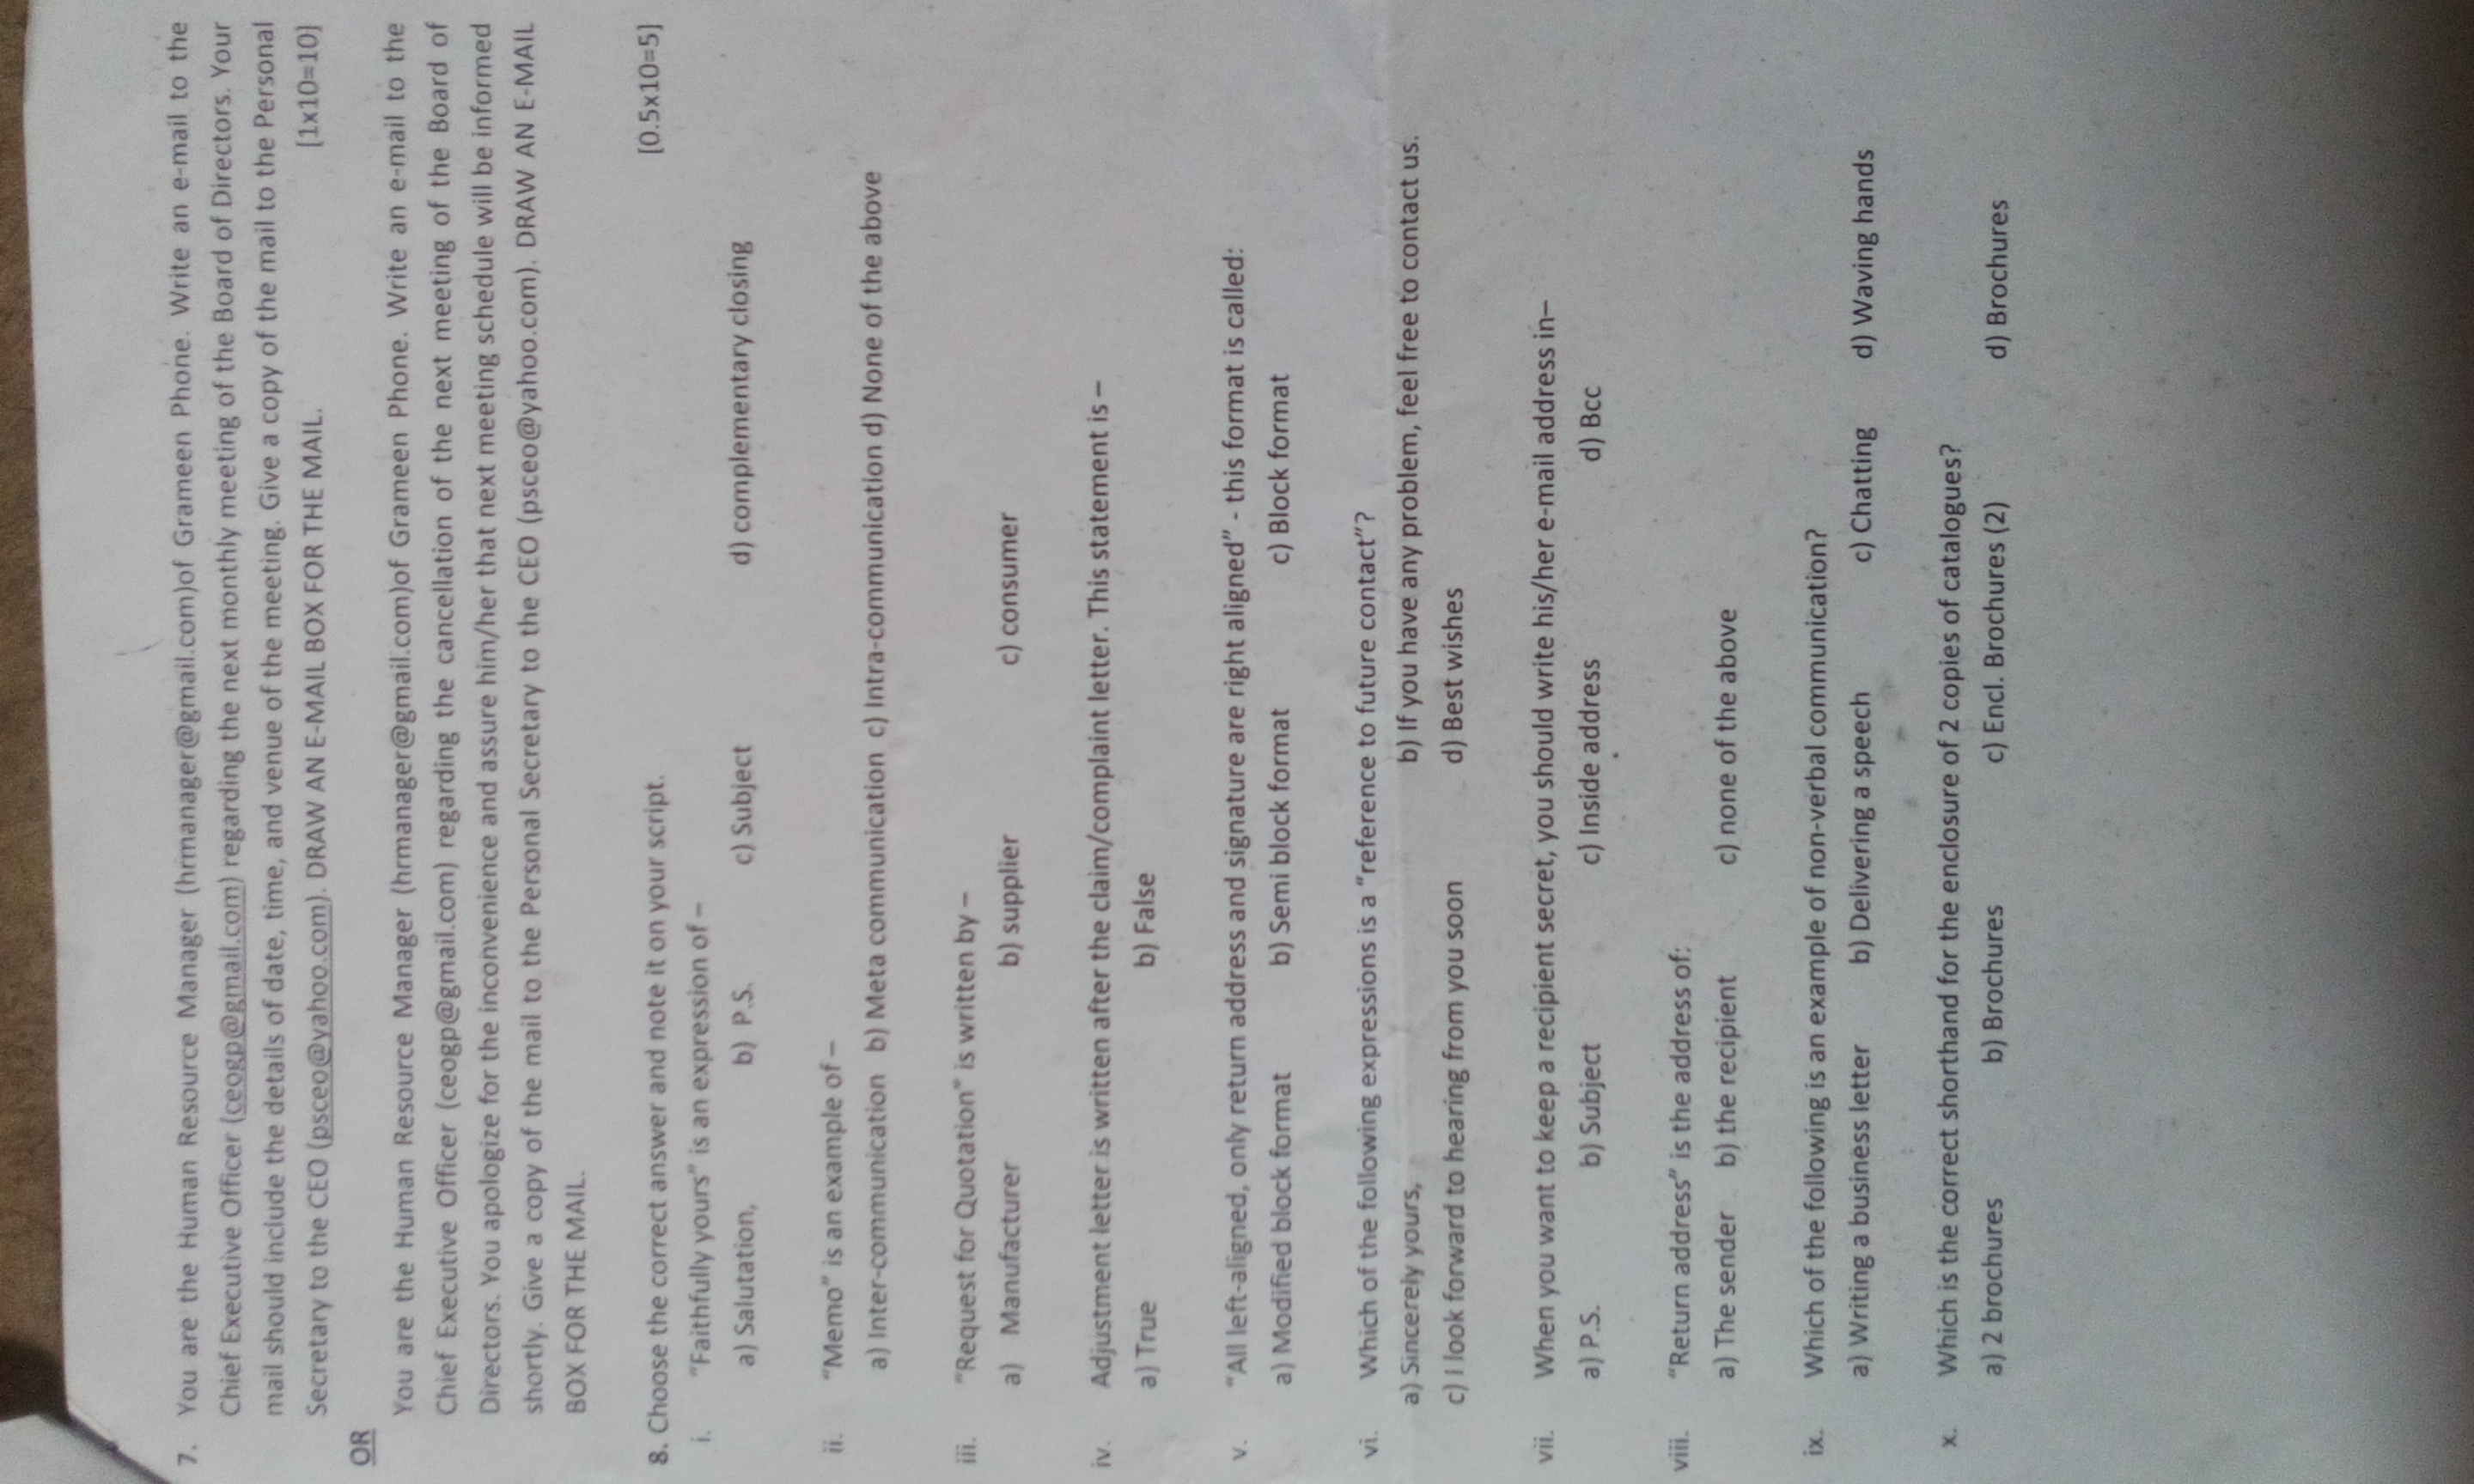 7. You are the Human Resource Manager (hrmanager@gmail.com)of Grameen Phone. Write an e-mail to the
Chief Executive Officer (ceogp@gmail.com) regarding the next monthly meeting of the Board of Directors. Your
mail should include the details of date, time, and venue of the meeting. Give a copy of the mail to the Personal
Secretary to the CEO (psceo@yahoo.com). DRAW AN E-MAIL BOX FOR THE MAIL. [1x10=10]
OR
You are the Human Resource Manager (hrmanager@gmail.com)of Grameen Phone. Write an e-mail to the
Chief Executive Officer (ceogp@gmail.com) regarding the cancellation of the next meeting of the Board of
Directors. You apologize for the inconvenience and assure him/her that next meeting schedule will be informed
shortly. Give a copy of the mail to the Personal Secretary to the CEO (psceo@yahoo.com). DRAW AN E-MAIL
BOX FOR THE MAIL.
8. Choose the correct answer and note it on your script. [0.5x10=5]
i. "Faithfully yours" is an expression of –
a) Salutation, b) P.S. c) Subject d) complementary closing
ii. "Memo" is an example of –
a) Inter-communication b) Meta communication c) Intra-communication d) None of the above
iii. "Request for Quotation" is written by –
a) Manufacturer b) supplier c) consumer
iv. Adjustment letter is written after the claim/complaint letter. This statement is –
a) True b) False
v. "All left-aligned, only return address and signature are right aligned" - this format is called:
a) Modified block format b) Semi block format c) Block format
vi. Which of the following expressions is a "reference to future contact"?
a) Sincerely yours, b) If you have any problem, feel free to contact us.
c) I look forward to hearing from you soon d) Best wishes
vii. When you want to keep a recipient secret, you should write his/her e-mail address in–
a) P.S. b) Subject c) Inside address d) Bcc
viii. "Return address" is the address of:
a) The sender b) the recipient c) none of the above
ix. Which of the following is an example of non-verbal communication?
a) Writing a business letter b) Delivering a speech c) Chatting d) Waving hands
x. Which is the correct shorthand for the enclosure of 2 copies of catalogues?
a) 2 brochures b) Brochures c) Encl. Brochures (2) d) Brochures